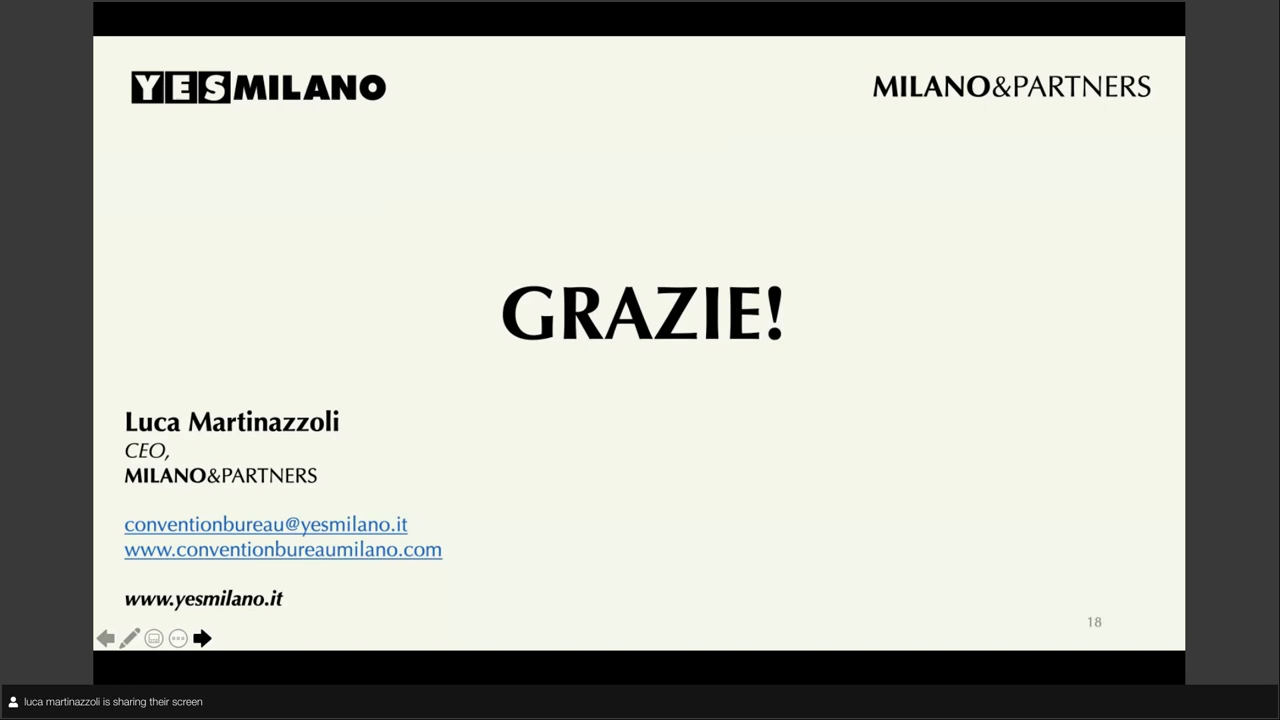 YESMILANO
MILANO&PARTNERS
GRAZIE!
Luca Martinazzoli
CEO,
MILANO&PARTNERS
conventionbureau@yesmilano.it
www.conventionbureaumilano.com
www.yesmilano.it
18
luca martinazzoli is sharing their screen